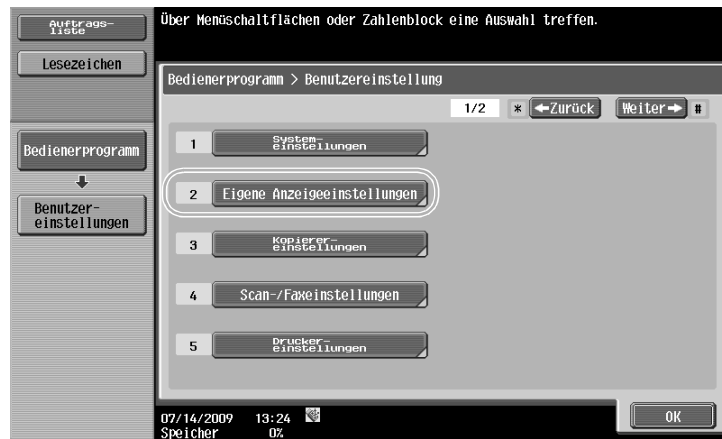 Über Menüschaltflächen oder Zahlenblock eine Auswahl treffen.
Auftrags-
liste
Lesezeichen
Bedienerprogramm > Benutzereinstellung
1/2 * ←Zurück Weiter→ #
Bedienerprogramm
Benutzer-
einstellungen
1 System-
einstellungen
2 Eigene Anzeigeeinstellungen
3 Kopierer-
einstellungen
4 Scan-/Faxeinstellungen
5 Drucker-
einstellungen
07/14/2009 13:24
Speicher 0%
OK